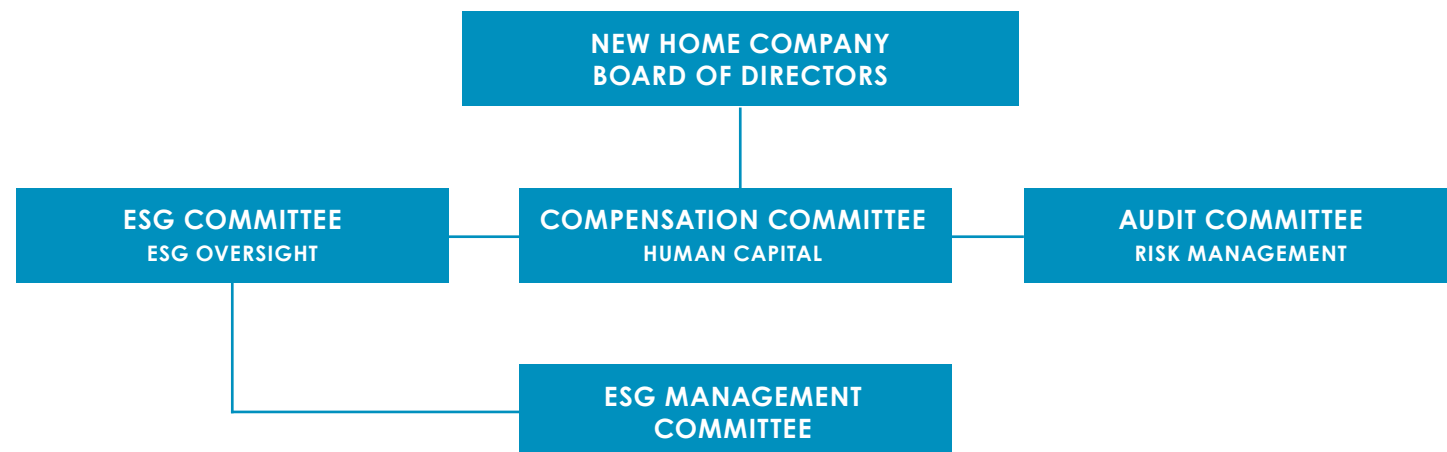 NEW HOME COMPANY
BOARD OF DIRECTORS
ESG COMMITTEE
ESG OVERSIGHT
COMPENSATION COMMITTEE
HUMAN CAPITAL
AUDIT COMMITTEE
RISK MANAGEMENT
ESG MANAGEMENT
COMMITTEE